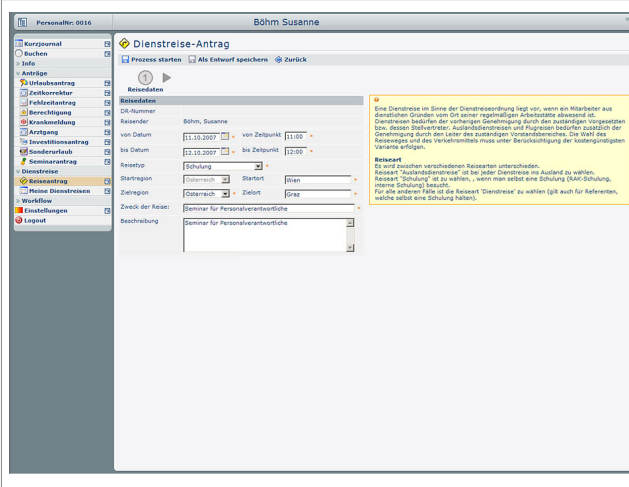 PersonalNr: 0016
Böhm Susanne
Kurzjournal
Buchen
» Info
Anträge
Urlaubsantrag
Zeitkorrektur
Fehlzeitantrag
Berechtigung
Krankmeldung
Arztgang
Investitionsantrag
Sonderurlaub
Seminarantrag
Dienstreise
Reiseantrag
Meine Dienstreisen
» Workflow
Einstellungen
Logout
Dienstreise-Antrag
Prozess starten Als Entwurf speichern Zurück
1
Reisedaten
Reisedaten
DR-Nummer
Reisender Böhm, Susanne
von Datum 11.10.2007 * von Zeitpunkt 11:00 *
bis Datum 12.10.2007 * bis Zeitpunkt 12:00 *
Reisetyp Schulung *
Startregion Österreich Startort Wien *
Zielregion Österreich * Zielort Graz *
Zweck der Reise: Seminar für Personalverantwortliche *
Beschreibung Seminar für Personalverantwortliche
Eine Dienstreise im Sinne der Dienstreiseordnung liegt vor, wenn ein Mitarbeiter aus
dienstlichen Gründen vom Ort seiner regelmäßigen Arbeitsstätte abwesend ist.
Dienstreisen bedürfen der vorherigen Genehmigung durch den zuständigen Vorgesetzten
bzw. dessen Stellvertreter. Auslandsdienstreisen und Flugreisen bedürfen zusätzlich der
Genehmigung durch den Leiter des zuständigen Vorstandsbereiches. Die Wahl des
Reiseweges und des Verkehrsmittels muss unter Berücksichtigung der kostengünstigsten
Variante erfolgen.
Reiseart
Es wird zwischen verschiedenen Reisearten unterschieden.
Reiseart "Auslandsdienstreise" ist bei jeder Dienstreise ins Ausland zu wählen.
Reiseart "Schulung" ist zu wählen, , wenn man selbst eine Schulung (RAK-Schulung,
interne Schulung) besucht.
Für alle anderen Fälle ist die Reiseart 'Dienstreise' zu wählen (gilt auch für Referenten,
welche selbst eine Schulung halten).